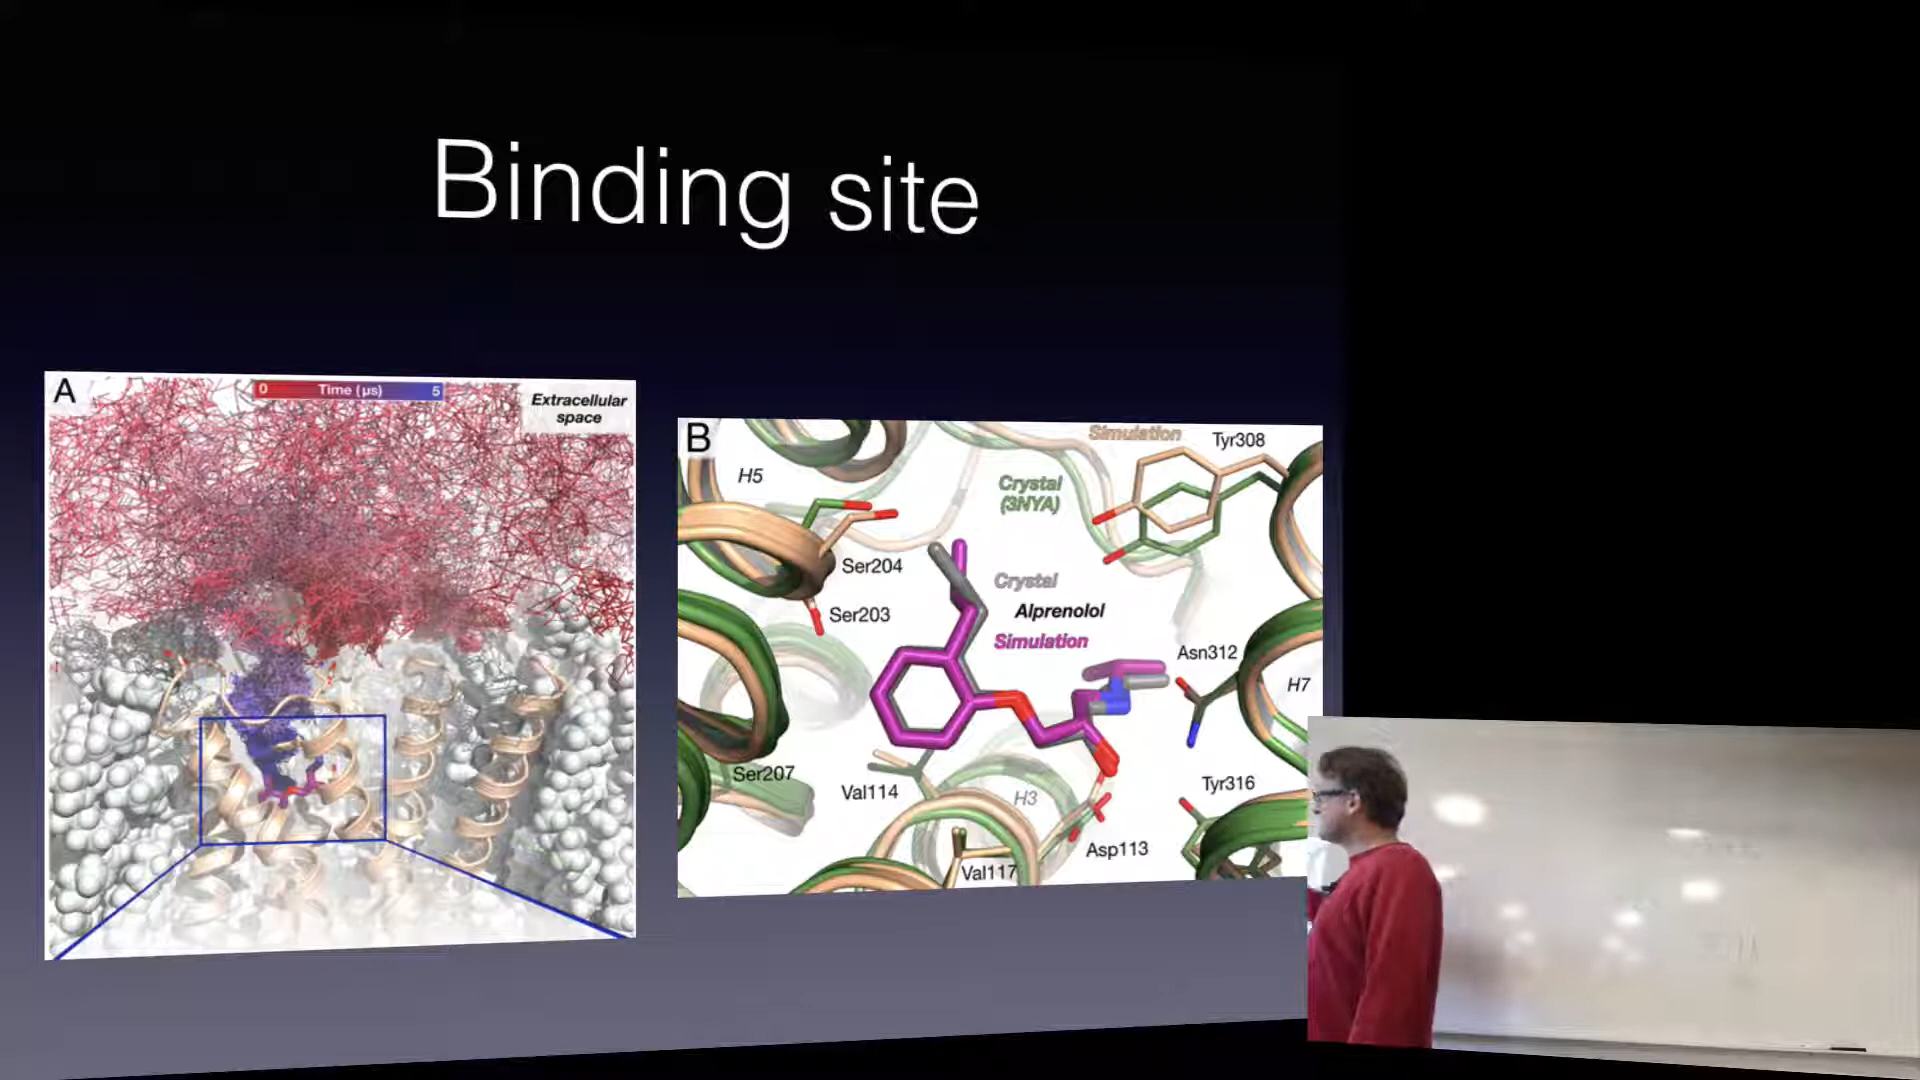 Binding site
A
0 Time (µs) 5
Extracellular
space
B
Simulation
Tyr308
H5
Crystal
(3NYA)
Ser204
Crystal
Alprenolol
Ser203
Simulation
Asn312
H7
Ser207
Val114
H3
Tyr316
Asp113
Val117